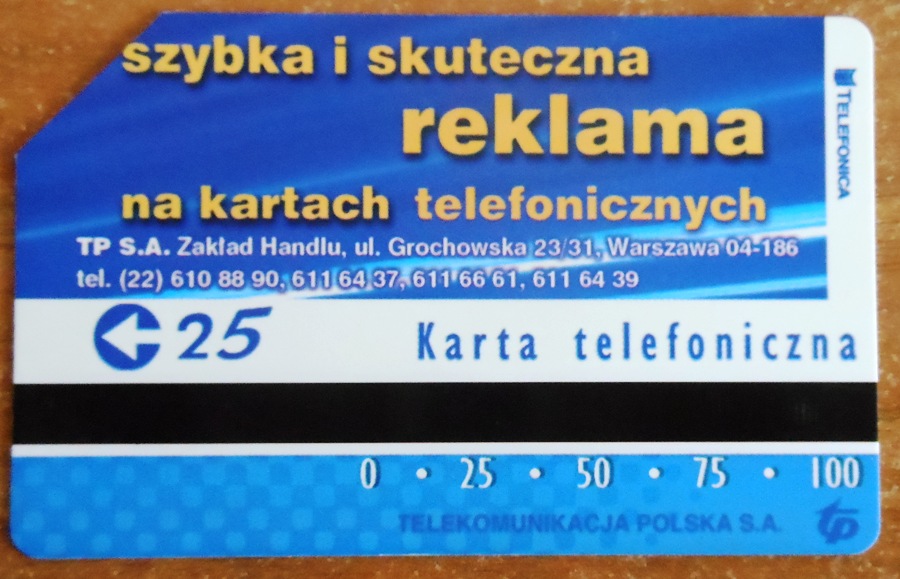 szybka i skuteczna
reklama
na kartach telefonicznych
TP S.A. Zakład Handlu, ul. Grochowska 23/31, Warszawa 04-186
tel. (22) 610 88 90, 611 64 37, 611 66 61, 611 64 39
TELEFONICA
25
Karta telefoniczna
0 • 25 • 50 • 75 • 100
TELEKOMUNIKACJA POLSKA S.A.
tp